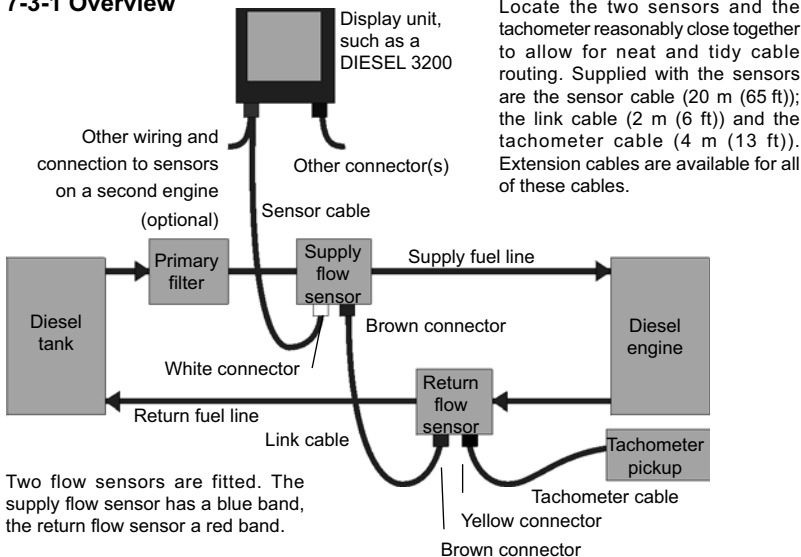 7-3-1 Overview
Display unit,
such as a
DIESEL 3200
Locate the two sensors and the
tachometer reasonably close together
to allow for neat and tidy cable
routing. Supplied with the sensors
are the sensor cable (20 m (65 ft));
the link cable (2 m (6 ft)) and the
tachometer cable (4 m (13 ft)).
Extension cables are available for all
of these cables.
Other wiring and
connection to sensors
on a second engine
(optional)
Other connector(s)
Sensor cable
Primary
filter
Supply
flow
sensor
Supply fuel line
Diesel
tank
Brown connector
Diesel
engine
White connector
Return
flow
sensor
Return fuel line
Link cable
Tachometer
pickup
Two flow sensors are fitted. The
supply flow sensor has a blue band,
the return flow sensor a red band.
Tachometer cable
Yellow connector
Brown connector